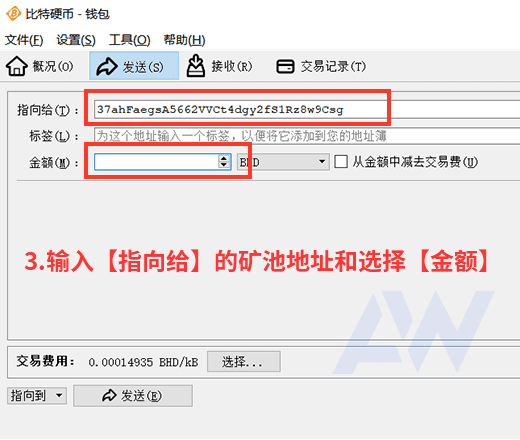 比特硬币 - 钱包
文件(F) 设置(S) 工具(O) 帮助(H)
概况(O) 发送(S) 接收(R) 交易记录(T)
指向给(T): 37ahFaegsA5662VVCt4dgy2fS1Rz8w9Csg
标签(L): 为这个地址输入一个标签，以便将它添加到您的地址簿
金额(M): BHD 从金额中减去交易费(U)
3.输入【指向给】的矿池地址和选择【金额】
AW
交易费用: 0.00014935 BHD/kB 选择...
指向到 发送(E)